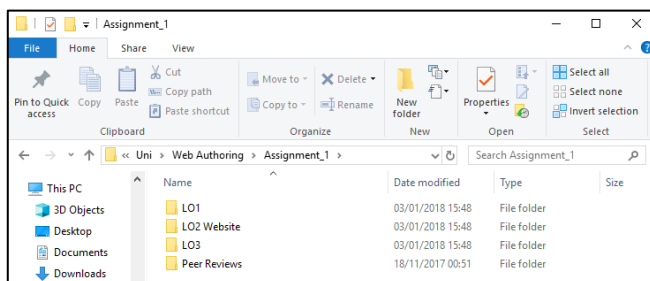 Assignment_1
File Home Share View
Pin to Quick access
Copy
Paste
Cut
Copy path
Paste shortcut
Clipboard
Move to
Copy to
Delete
Rename
Organize
New folder
New
Properties
Open
Select all
Select none
Invert selection
Select
« Uni > Web Authoring > Assignment_1 >
Search Assignment_1
This PC
3D Objects
Desktop
Documents
Downloads
Name Date modified Type Size
LO1 03/01/2018 15:48 File folder
LO2 Website 03/01/2018 15:48 File folder
LO3 03/01/2018 15:48 File folder
Peer Reviews 18/11/2017 00:51 File folder